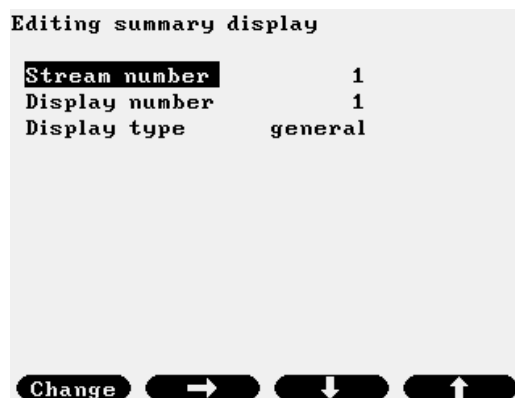 Editing summary display
Stream number 1
Display number 1
Display type general
Change → ↓ ↑